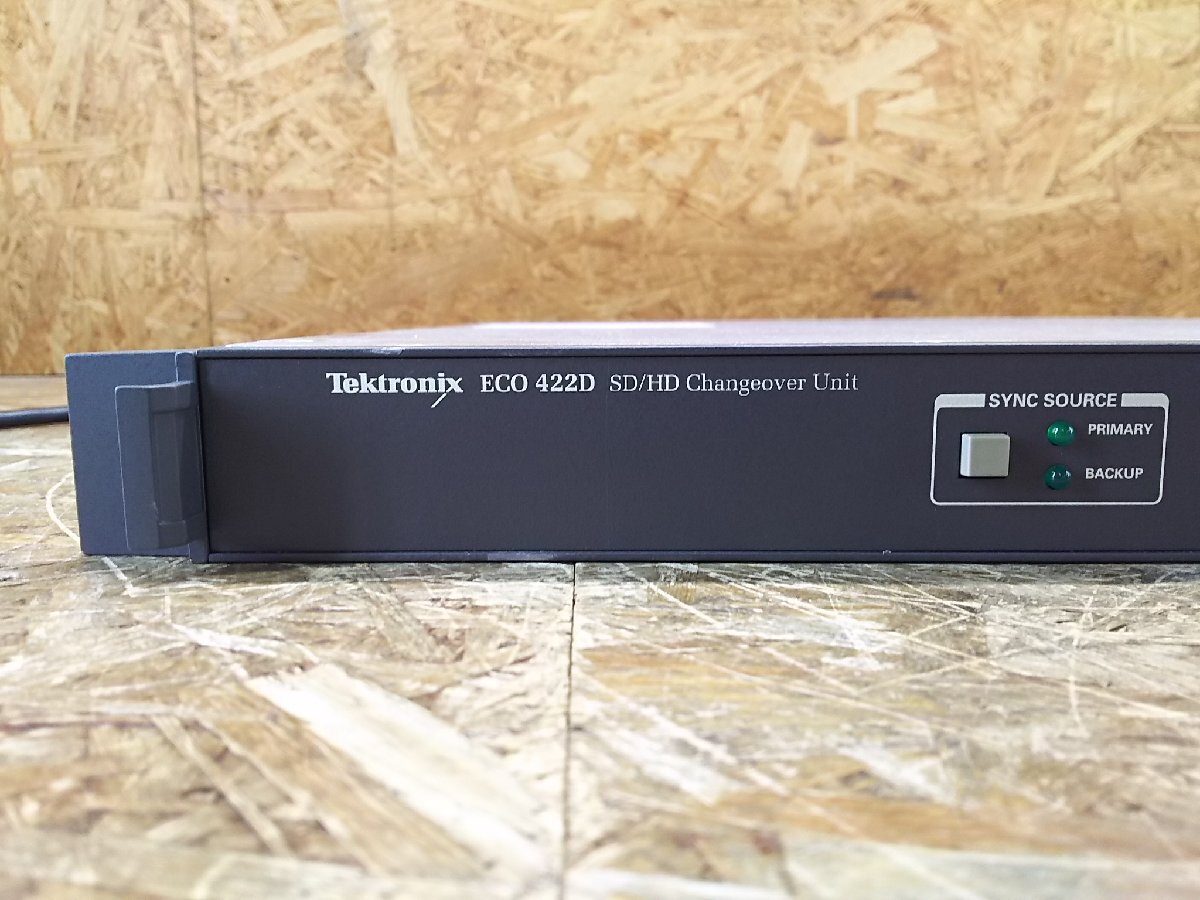 Tektronix ECO 422D SD/HD Changeover Unit
SYNC SOURCE
PRIMARY
BACKUP